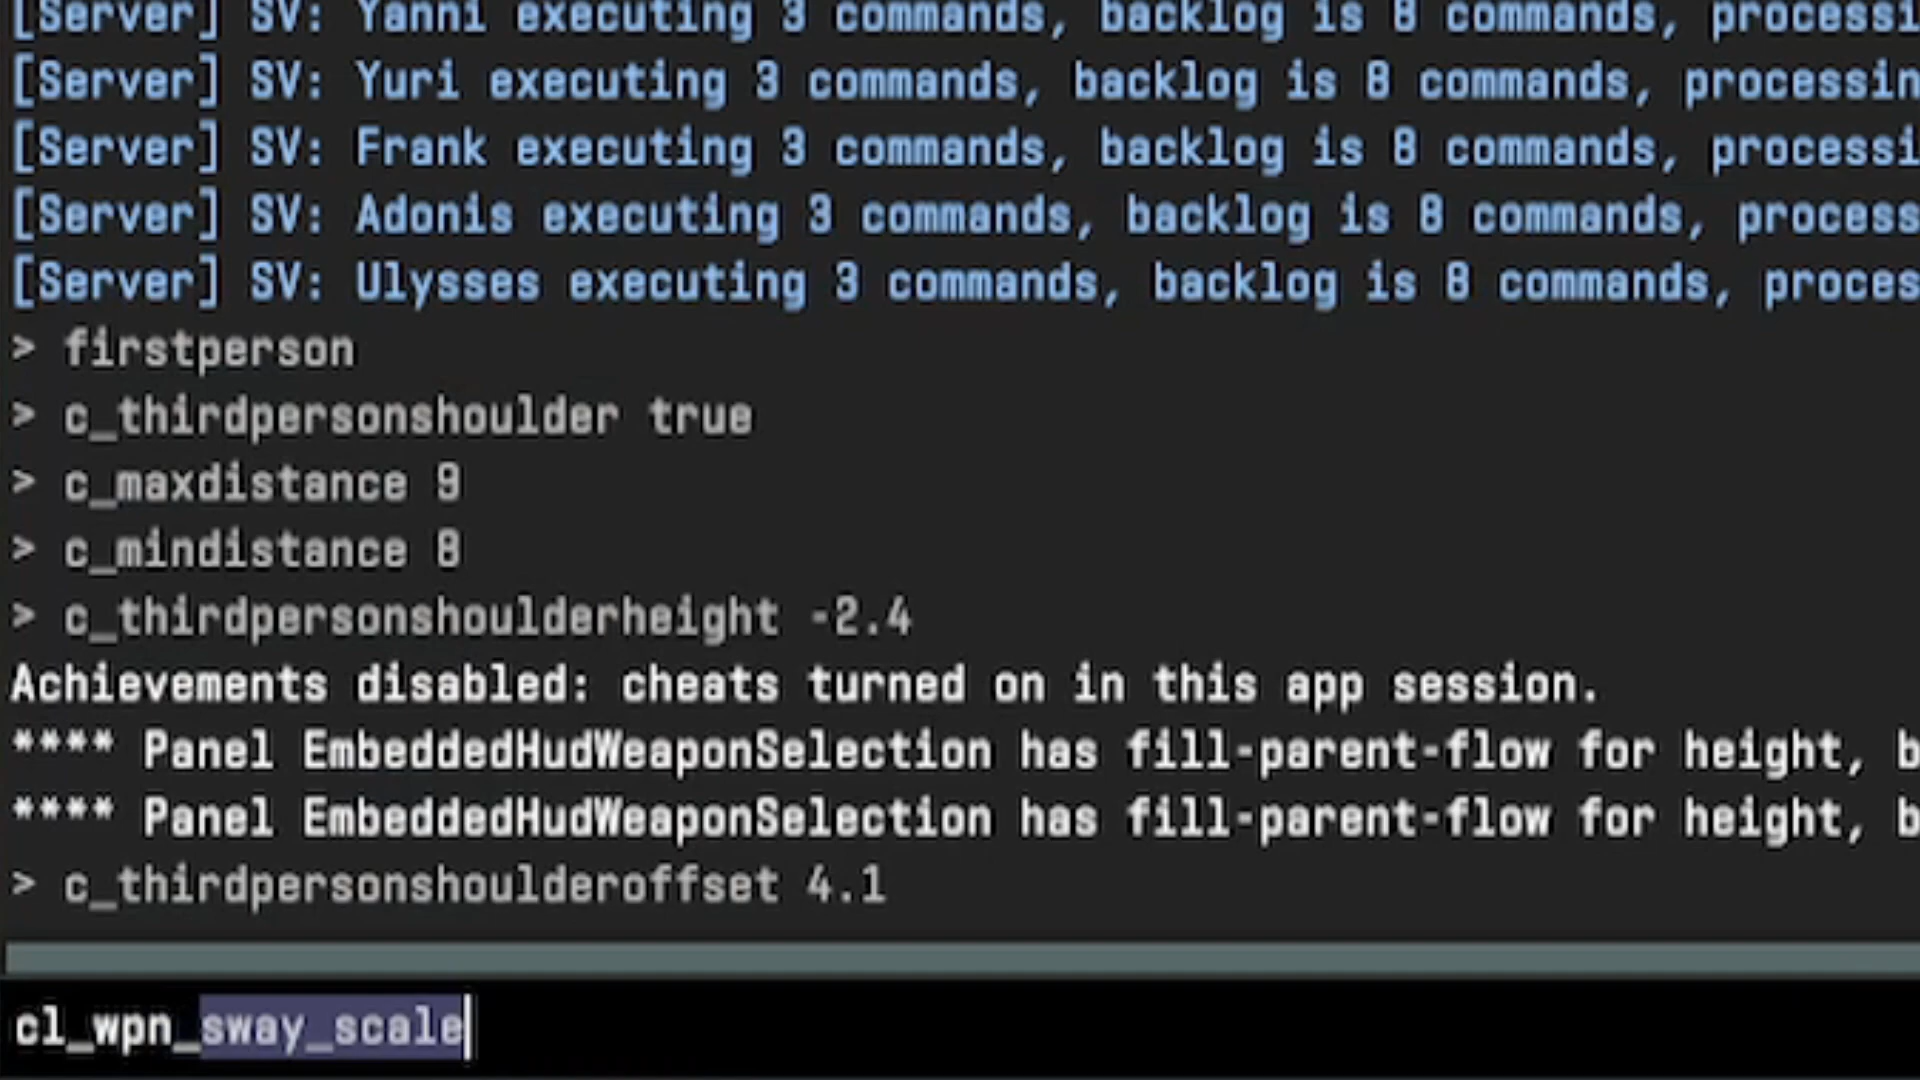 [Server] SV: Yanni executing 3 commands, backlog is 8 commands, processi
[Server] SV: Yuri executing 3 commands, backlog is 8 commands, processin
[Server] SV: Frank executing 3 commands, backlog is 8 commands, processi
[Server] SV: Adonis executing 3 commands, backlog is 8 commands, process
[Server] SV: Ulysses executing 3 commands, backlog is 8 commands, proces
> firstperson
> c_thirdpersonshoulder true
> c_maxdistance 9
> c_mindistance 8
> c_thirdpersonshoulderheight -2.4
Achievements disabled: cheats turned on in this app session.
**** Panel EmbeddedHudWeaponSelection has fill-parent-flow for height, b
**** Panel EmbeddedHudWeaponSelection has fill-parent-flow for height, b
> c_thirdpersonshoulderoffset 4.1
cl_wpn_sway_scale